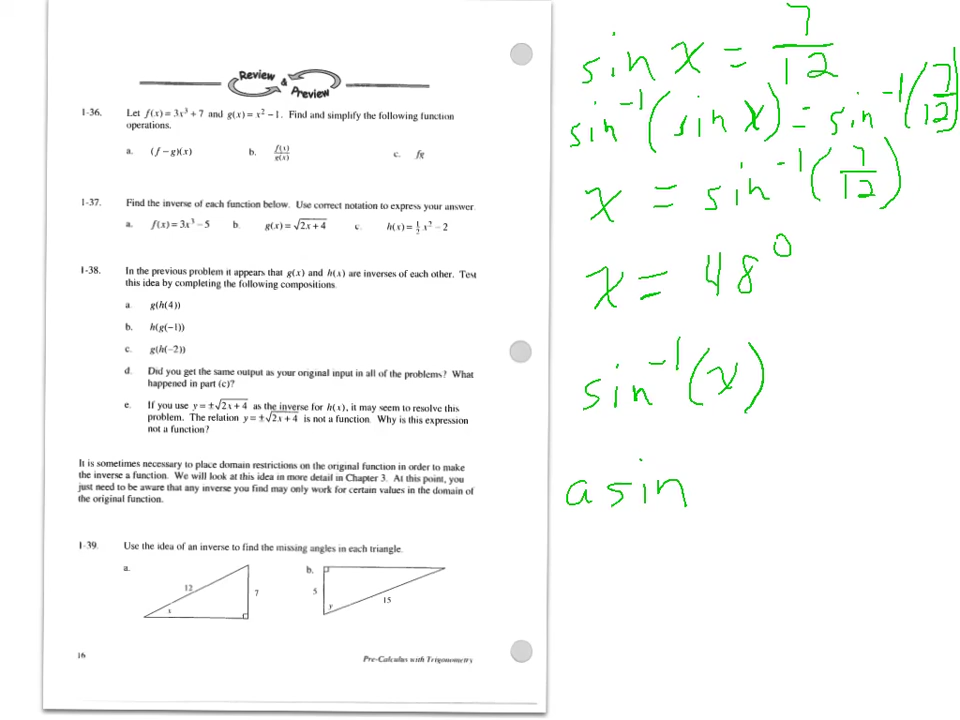 Review & Preview
1-36. Let f(x) = 3x³ + 7 and g(x) = x² − 1. Find and simplify the following function
operations.
a. (f − g)(x) b. f(x)/g(x) c. fg
1-37. Find the inverse of each function below. Use correct notation to express your answer.
a. f(x) = 3x³ − 5 b. g(x) = √(2x + 4) c. h(x) = ½ x² − 2
1-38. In the previous problem it appears that g(x) and h(x) are inverses of each other. Test
this idea by completing the following compositions.
a. g(h(4))
b. h(g(−1))
c. g(h(−2))
d. Did you get the same output as your original input in all of the problems? What
happened in part (c)?
e. If you use y = ±√(2x + 4) as the inverse for h(x), it may seem to resolve this
problem. The relation y = ±√(2x + 4) is not a function. Why is this expression
not a function?
It is sometimes necessary to place domain restrictions on the original function in order to make
the inverse a function. We will look at this idea in more detail in Chapter 3. At this point, you
just need to be aware that any inverse you find may only work for certain values in the domain of
the original function.
1-39. Use the idea of an inverse to find the missing angles in each triangle.
a. 12 7 x
b. 5 15 y
16 Pre-Calculus with Trigonometry
sin x = 7/12
sin⁻¹(sin x) = sin⁻¹(7/12)
x = sin⁻¹(7/12)
x = 48°
sin⁻¹(x)
asin